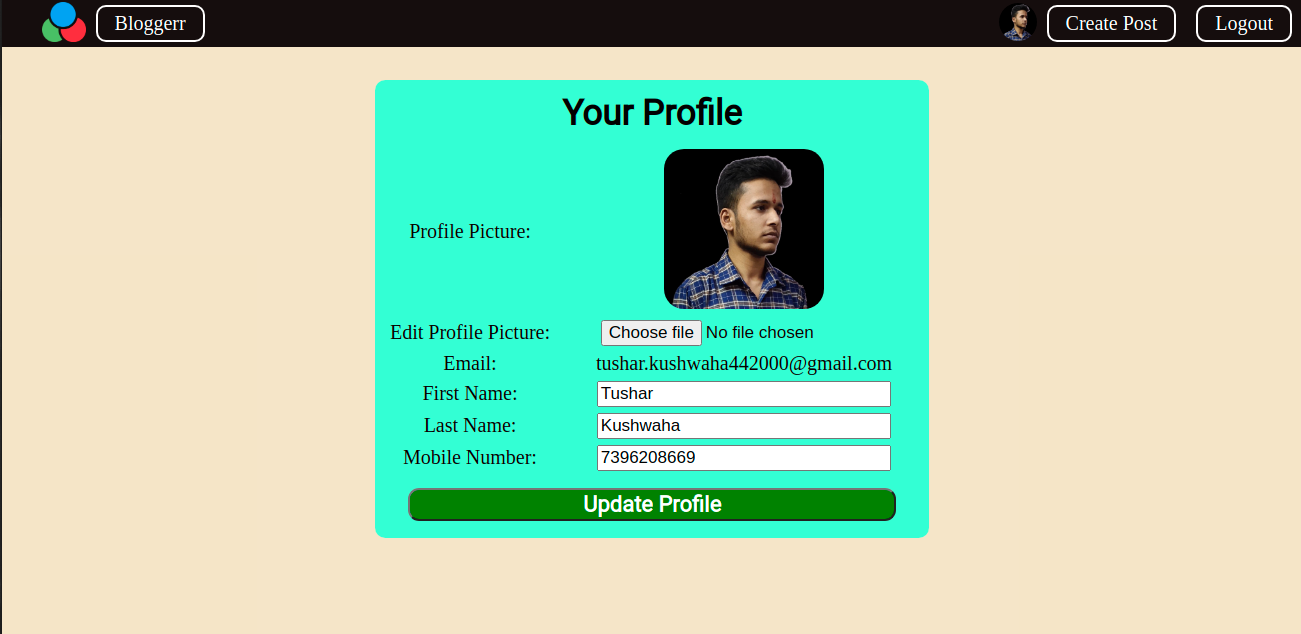 Bloggerr
Create Post
Logout
Your Profile
Profile Picture:
Edit Profile Picture: Choose file No file chosen
Email: tushar.kushwaha442000@gmail.com
First Name: Tushar
Last Name: Kushwaha
Mobile Number: 7396208669
Update Profile